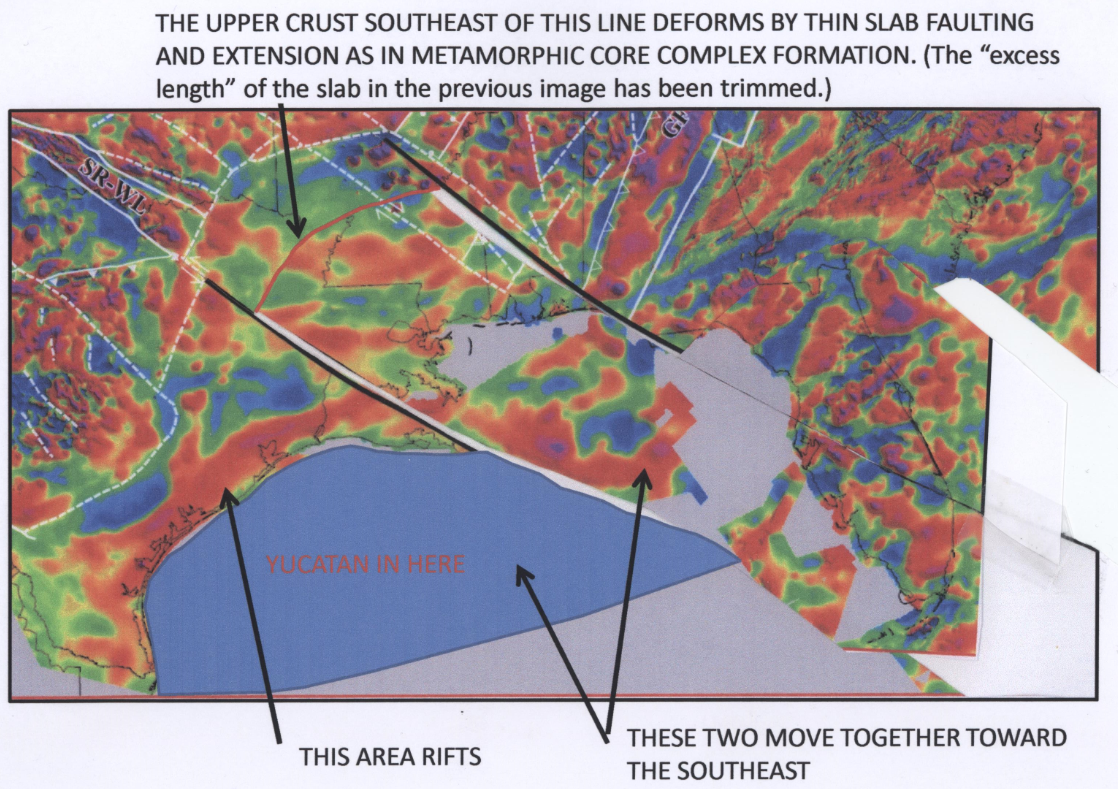 THE UPPER CRUST SOUTHEAST OF THIS LINE DEFORMS BY THIN SLAB FAULTING
AND EXTENSION AS IN METAMORPHIC CORE COMPLEX FORMATION. (The “excess
length” of the slab in the previous image has been trimmed.)
SR-WL
YUCATAN IN HERE
THIS AREA RIFTS
THESE TWO MOVE TOGETHER TOWARD
THE SOUTHEAST